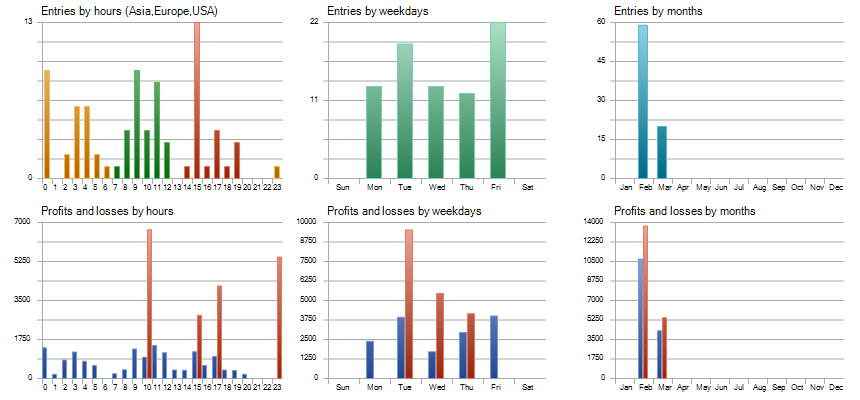 Entries by hours (Asia,Europe,USA)
13
0
0 1 2 3 4 5 6 7 8 9 10 11 12 13 14 15 16 17 18 19 20 21 22 23
Entries by weekdays
22
11
0
Sun Mon Tue Wed Thu Fri Sat
Entries by months
60
45
30
15
0
Jan Feb Mar Apr May Jun Jul Aug Sep Oct Nov Dec
Profits and losses by hours
7000
5250
3500
1750
0
0 1 2 3 4 5 6 7 8 9 10 11 12 13 14 15 16 17 18 19 20 21 22 23
Profits and losses by weekdays
10000
8750
7500
6250
5000
3750
2500
1250
0
Sun Mon Tue Wed Thu Fri Sat
Profits and losses by months
14000
12250
10500
8750
7000
5250
3500
1750
0
Jan Feb Mar Apr May Jun Jul Aug Sep Oct Nov Dec